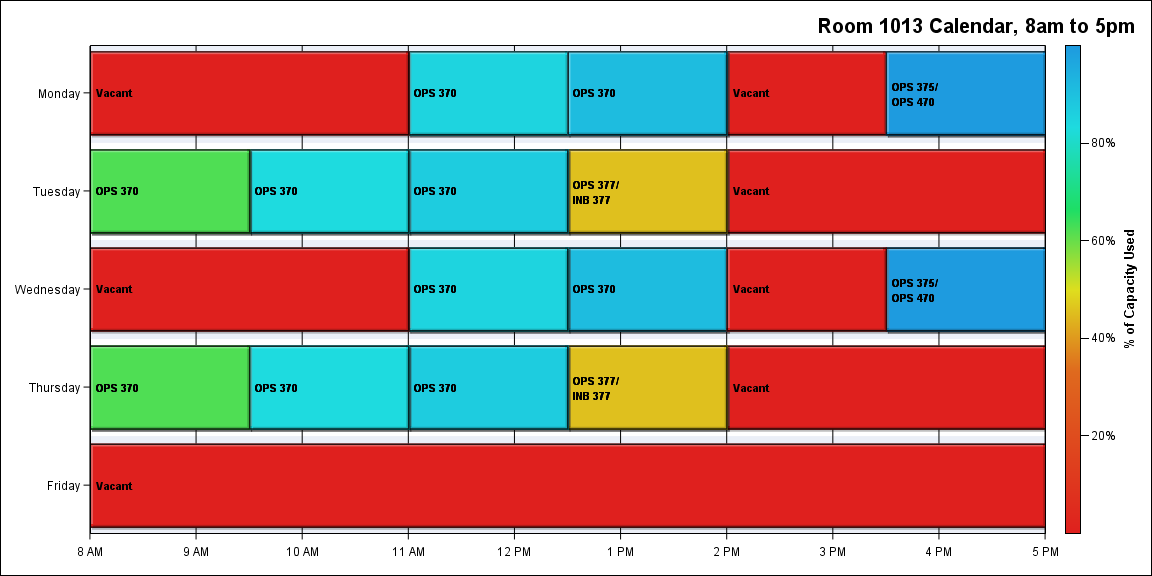 Room 1013 Calendar, 8am to 5pm
Monday
Vacant
OPS 370
OPS 370
Vacant
OPS 375/
OPS 470
Tuesday
OPS 370
OPS 370
OPS 370
OPS 377/
INB 377
Vacant
Wednesday
Vacant
OPS 370
OPS 370
Vacant
OPS 375/
OPS 470
Thursday
OPS 370
OPS 370
OPS 370
OPS 377/
INB 377
Vacant
Friday
Vacant
8 AM
9 AM
10 AM
11 AM
12 PM
1 PM
2 PM
3 PM
4 PM
5 PM
80%
60%
40%
20%
% of Capacity Used